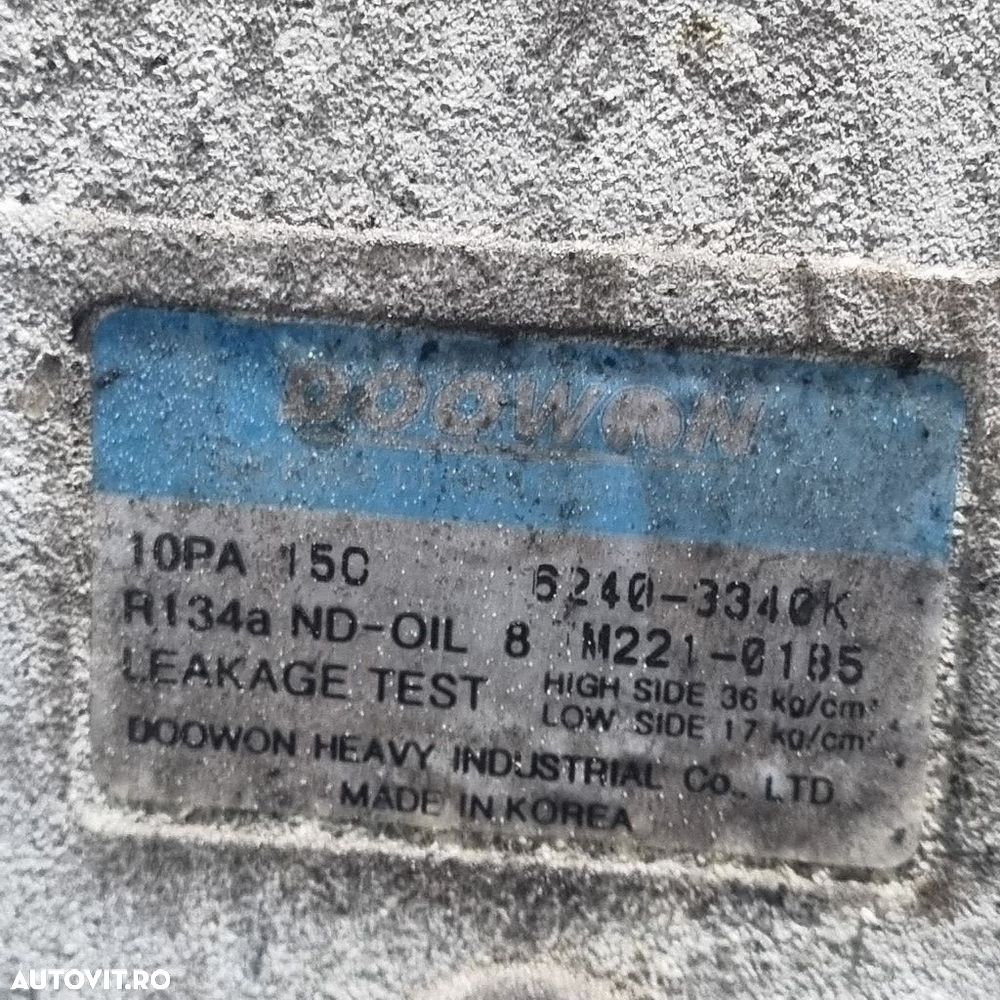 DOOWON
10PA 15C 6240-3340K
R134a ND-OIL 8 M221-0185
LEAKAGE TEST HIGH SIDE 36 kg/cm²
LOW SIDE 17 kg/cm²
DOOWON HEAVY INDUSTRIAL Co., LTD
MADE IN KOREA
AUTOVIT.RO